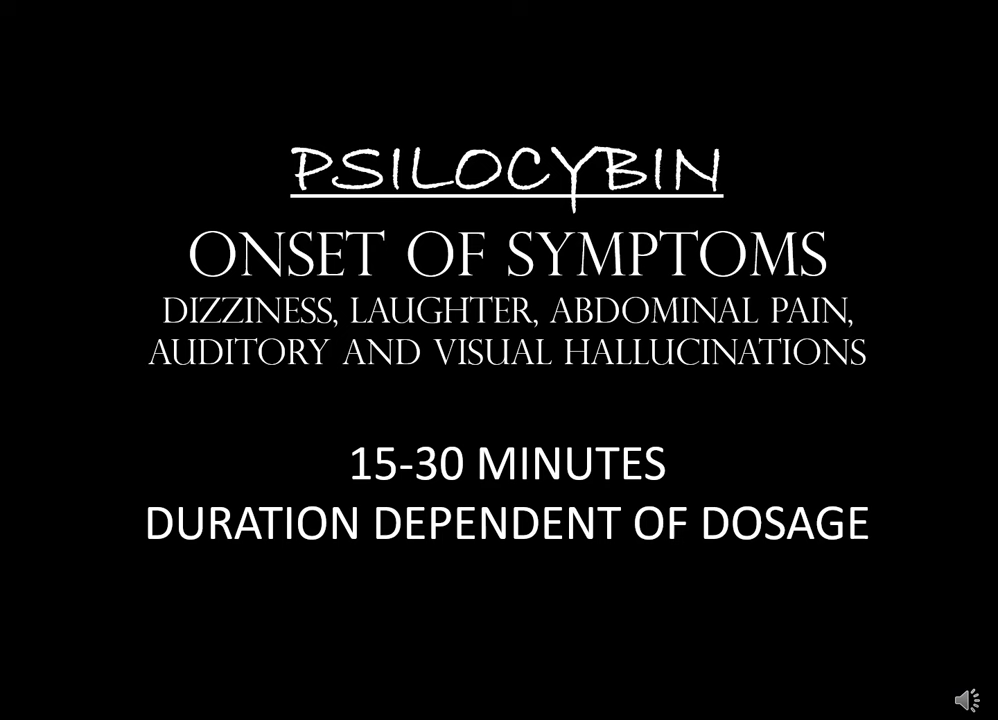 PSILOCYBIN
ONSET OF SYMPTOMS
DIZZINESS, LAUGHTER, ABDOMINAL PAIN,
AUDITORY AND VISUAL HALLUCINATIONS
15-30 MINUTES
DURATION DEPENDENT OF DOSAGE